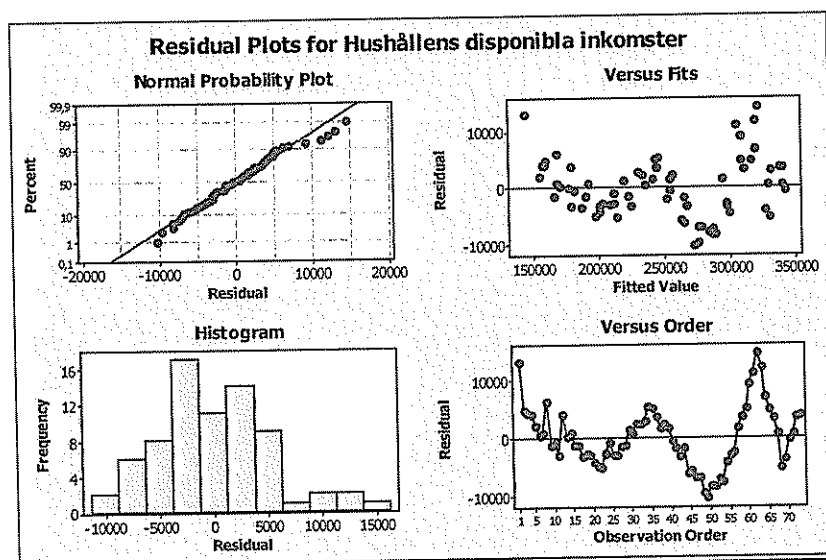 Residual Plots for Hushållens disponibla inkomster
Normal Probability Plot
99,9
99
90
50
10
1
0,1
Percent
-20000 -10000 0 10000 20000
Residual
Versus Fits
10000
0
-10000
Residual
150000 200000 250000 300000 350000
Fitted Value
Histogram
16
12
8
4
0
Frequency
-10000 -5000 0 5000 10000 15000
Residual
Versus Order
10000
0
-10000
Residual
1 5 10 15 20 25 30 35 40 45 50 55 60 65 70
Observation Order